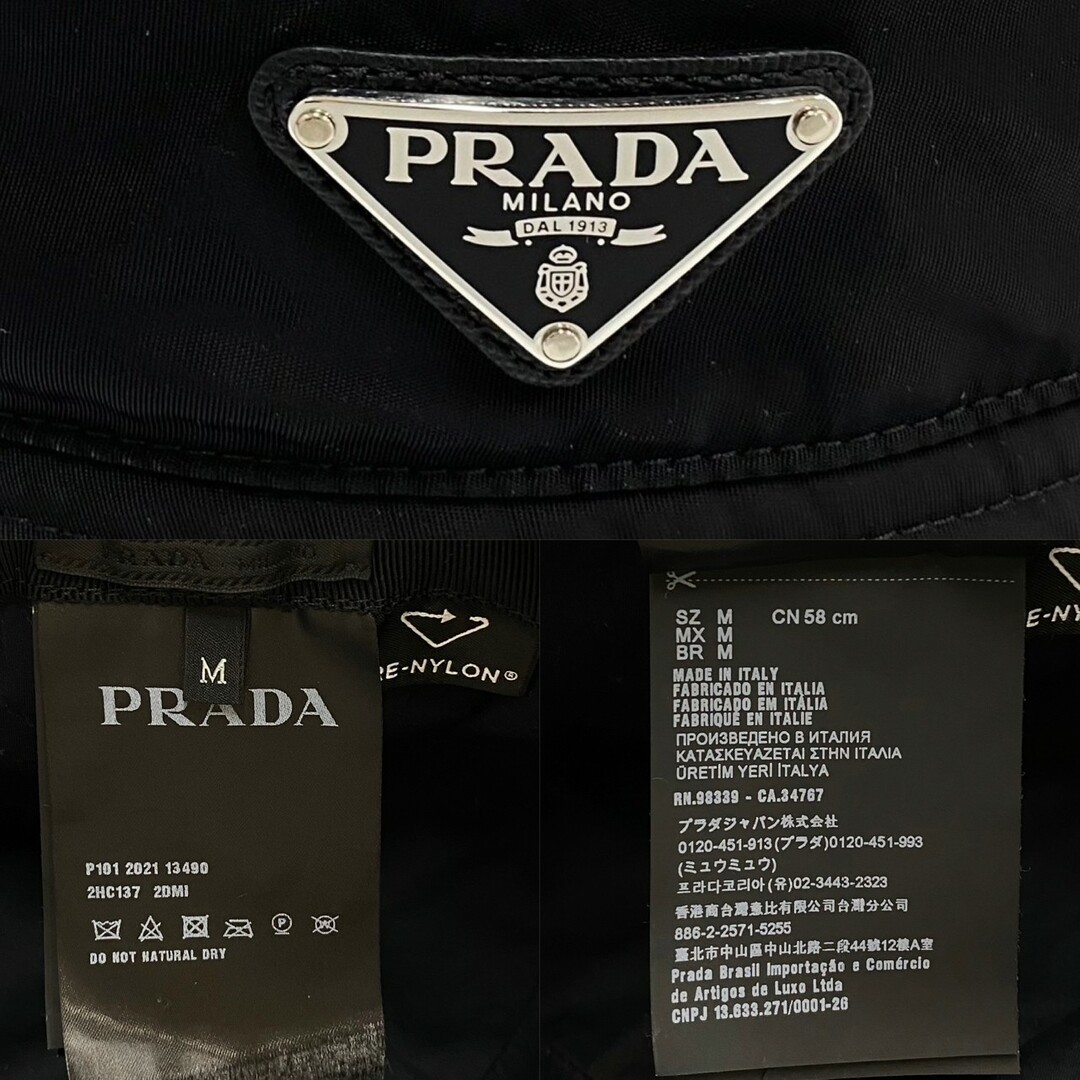 PRADA
MILANO
DAL 1913
PRADA
M
PRADA
RE-NYLON®
P101 2021 13490
2HC137 2DMI
P
W
DO NOT NATURAL DRY
SZ M CN 58 cm
MX M
BR M
MADE IN ITALY
FABRICADO EN ITALIA
FABRICADO EM ITÁLIA
FABRIQUÉ EN ITALIE
ПРОИЗВЕДЕНО В ИТАЛИЯ
ΚΑΤΑΣΚΕΥΑΖΕΤΑΙ ΣΤΗΝ ΙΤΑΛΙΑ
ÜRETİM YERİ İTALYA
RN.98339 - CA.34767
プラダジャパン株式会社
0120-451-913(プラダ)0120-451-993
(ミュウミュウ)
프라다코리아(유)02-3443-2323
香港商台灣意比有限公司台灣分公司
886-2-2571-5255
臺北市中山區中山北路二段44號12樓A室
Prada Brasil Importação e Comércio
de Artigos de Luxo Ltda
CNPJ 13.633.271/0001-26
E-NY